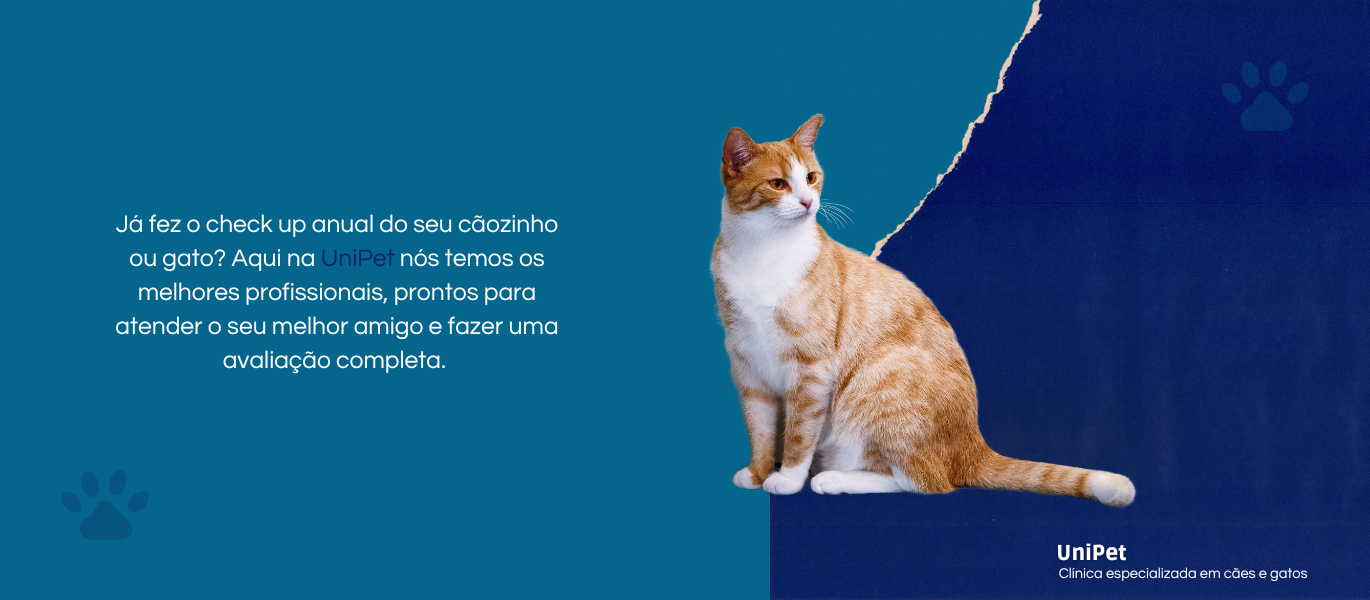 Já fez o check up anual do seu cãozinho
ou gato? Aqui na UniPet nós temos os
melhores profissionais, prontos para
atender o seu melhor amigo e fazer uma
avaliação completa.
UniPet
Clínica especializada em cães e gatos